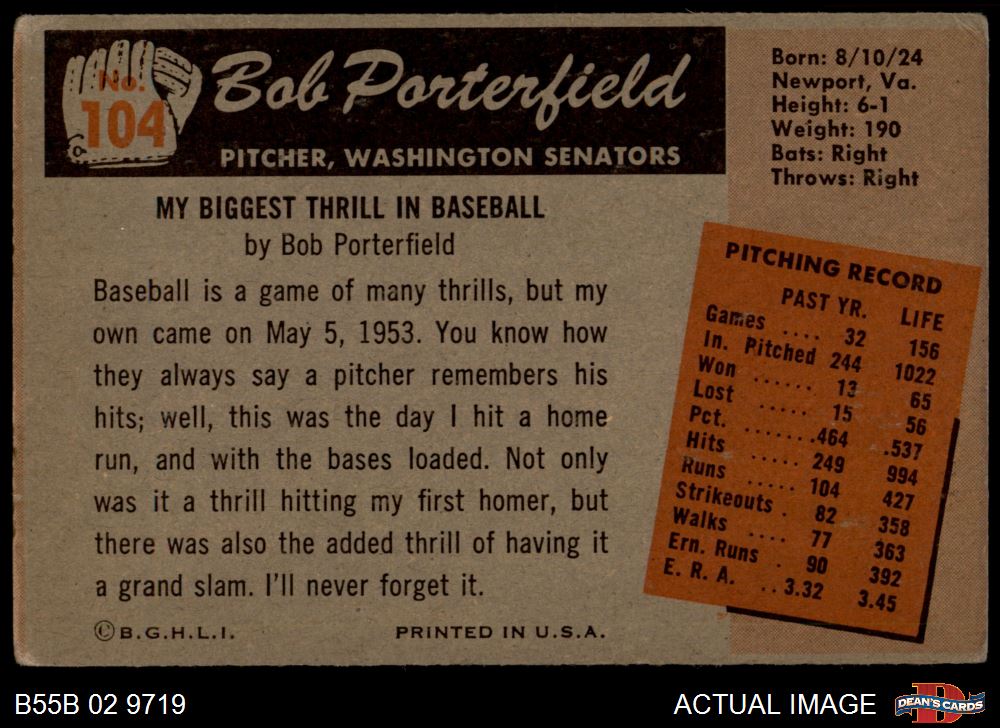 No.
104
Bob Porterfield
PITCHER, WASHINGTON SENATORS
Born: 8/10/24
Newport, Va.
Height: 6-1
Weight: 190
Bats: Right
Throws: Right
MY BIGGEST THRILL IN BASEBALL
by Bob Porterfield
Baseball is a game of many thrills, but my
own came on May 5, 1953. You know how
they always say a pitcher remembers his
hits; well, this was the day I hit a home
run, and with the bases loaded. Not only
was it a thrill hitting my first homer, but
there was also the added thrill of having it
a grand slam. I'll never forget it.
PITCHING RECORD
PAST YR. LIFE
Games .... 32 156
In. Pitched 244 1022
Won ...... 13 65
Lost ..... 15 56
Pct. .......464 .537
Hits ..... 249 994
Runs ..... 104 427
Strikeouts . 82 358
Walks .... 77 363
Ern. Runs . 90 392
E. R. A. ..3.32 3.45
© B.G.H.L.I. PRINTED IN U.S.A.
B55B 02 9719 ACTUAL IMAGE
D
DEAN'S CARDS